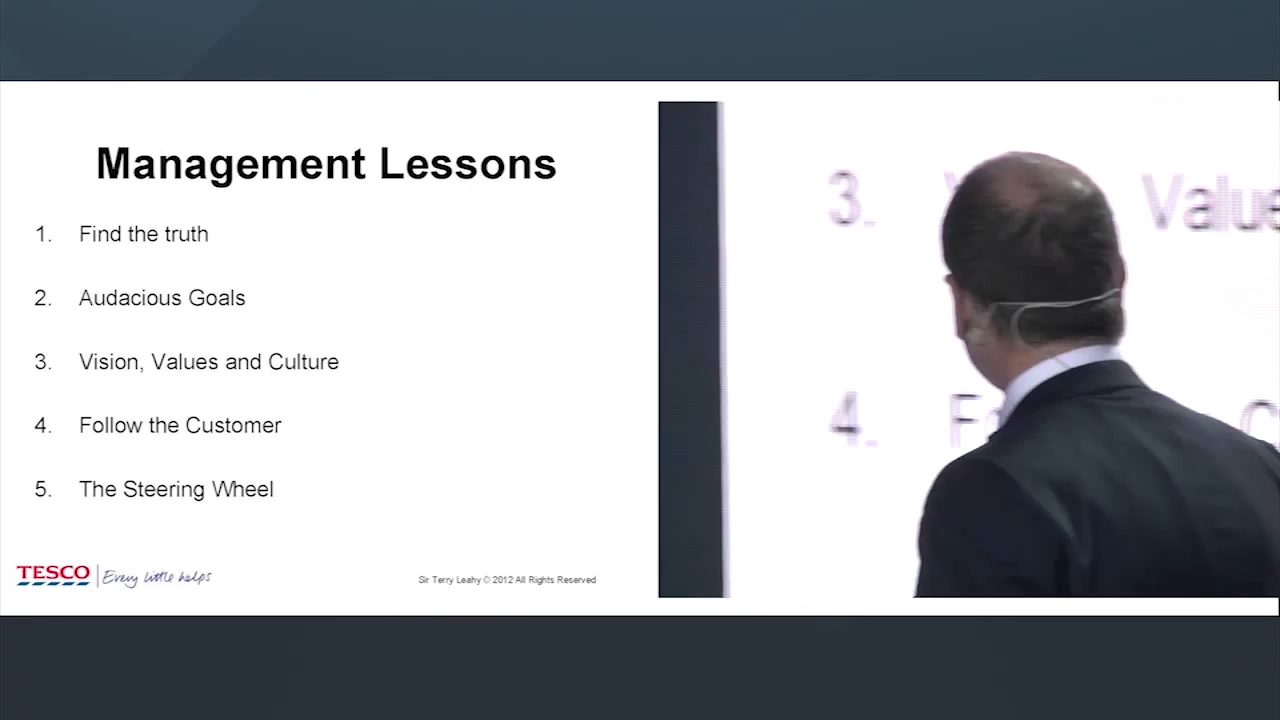 Management Lessons
1. Find the truth
2. Audacious Goals
3. Vision, Values and Culture
4. Follow the Customer
5. The Steering Wheel
TESCO Every little helps
Sir Terry Leahy © 2012 All Rights Reserved
3. Value
4.